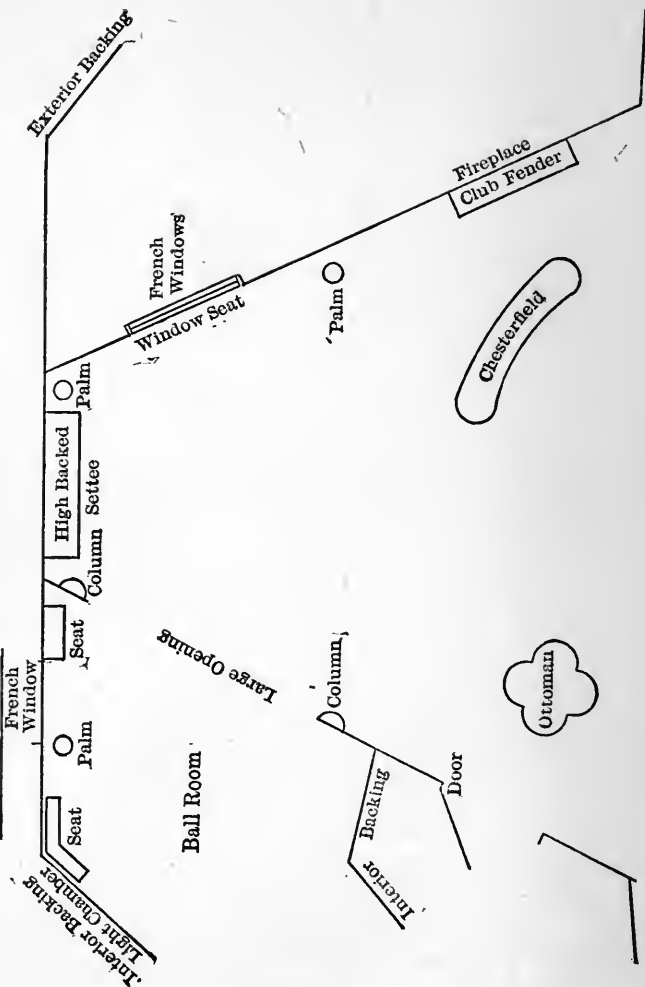 Exterior Backing
French
Windows
Window Seat
Fireplace
Club Fender
Palm
Chesterfield
Palm
High Backed
Settee
Column
Seat
French
Window
Palm
Seat
Large Opening
Column
Ottoman
Ball Room
Door
Backing
Interior
Interior Backing
Light Chamber